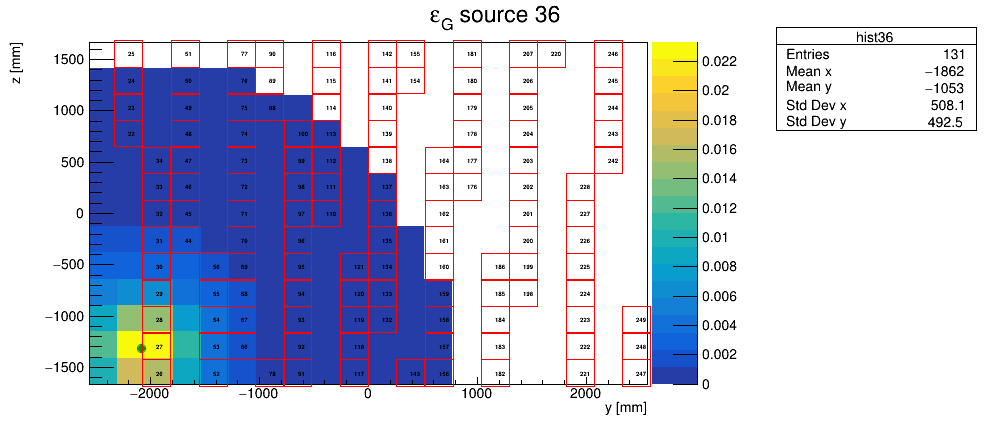 ε_G source 36
z [mm]
y [mm]
hist36
Entries 131
Mean x −1862
Mean y −1053
Std Dev x 508.1
Std Dev y 492.5
1500
1000
500
0
−500
−1000
−1500
−2000 −1000 0 1000 2000
0.022
0.02
0.018
0.016
0.014
0.012
0.01
0.008
0.006
0.004
0.002
0
25 51 77 90 116 142 155 181 207 220 246
24 50 76 89 115 141 154 180 206 245
23 49 75 88 114 140 179 205 244
22 48 74 100 113 139 178 204 243
34 47 73 99 112 138 164 177 203 242
33 46 72 98 111 137 163 176 202 228
32 45 71 97 110 136 162 201 227
31 44 70 96 135 161 200 226
30 56 69 95 121 134 160 186 199 225
29 55 68 94 120 133 159 185 198 224
28 54 67 93 119 132 158 184 223 249
27 53 66 92 118 157 183 222 248
26 52 78 91 117 143 156 182 221 247